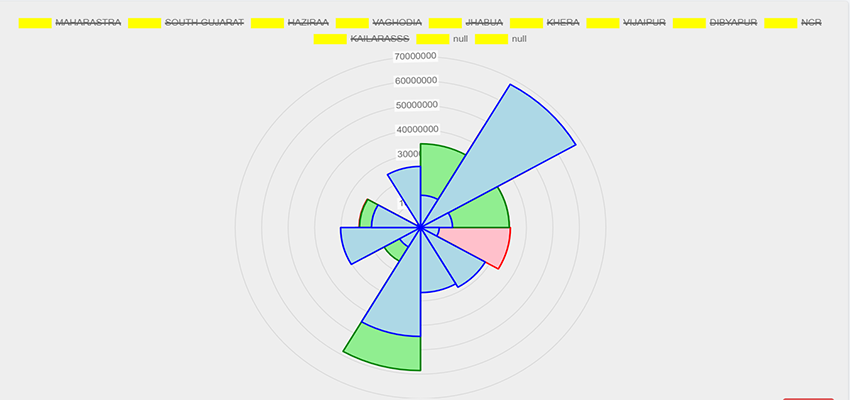 MAHARASTRA SOUTH GUJARAT HAZIRAA VAGHODIA JHABUA KHERA VIJAIPUR DIBYAPUR NCR
KAILARASSS null null
70000000
60000000
50000000
40000000